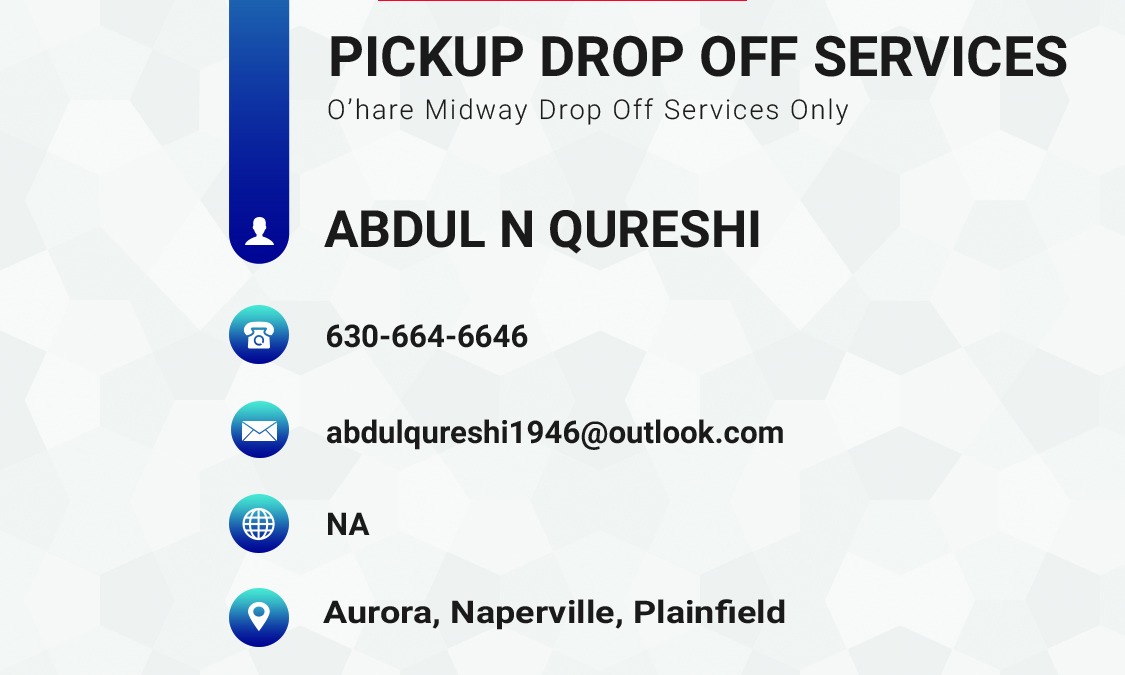 PICKUP DROP OFF SERVICES
O’hare Midway Drop Off Services Only
ABDUL N QURESHI
630-664-6646
abdulqureshi1946@outlook.com
NA
Aurora, Naperville, Plainfield